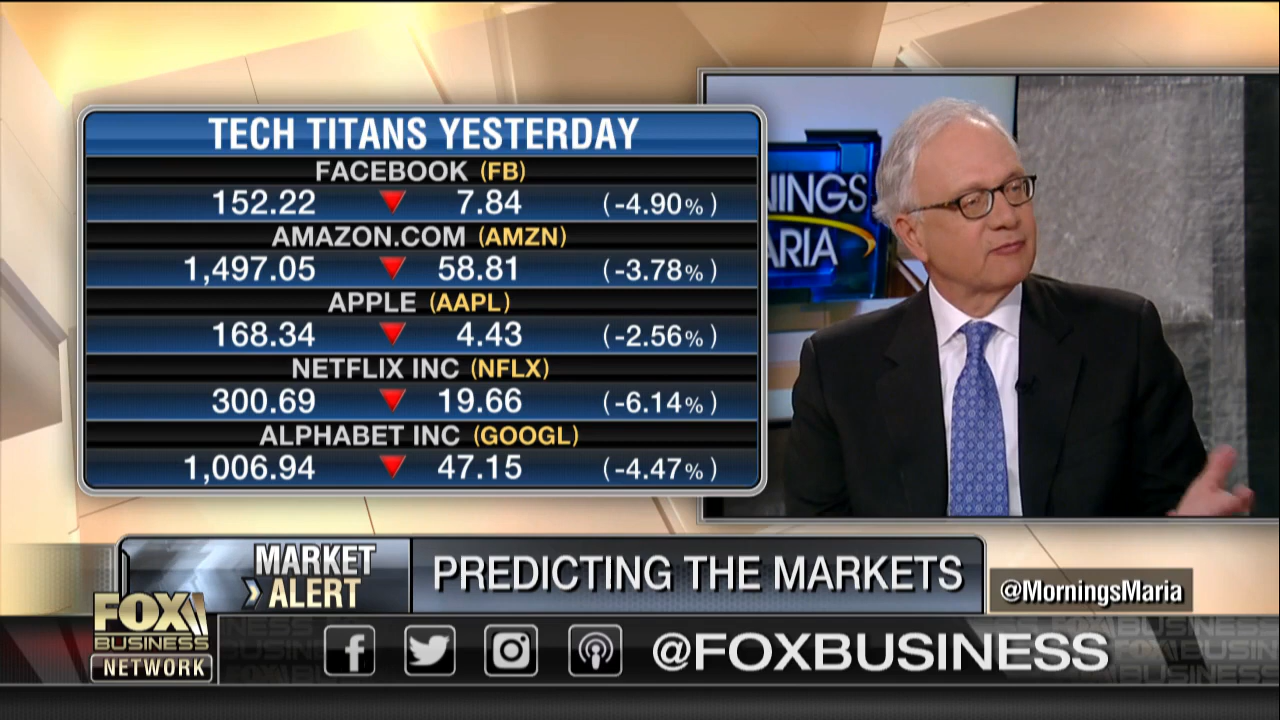 TECH TITANS YESTERDAY
FACEBOOK (FB)
152.22 ▼ 7.84 (-4.90%)
AMAZON.COM (AMZN)
1,497.05 ▼ 58.81 (-3.78%)
APPLE (AAPL)
168.34 ▼ 4.43 (-2.56%)
NETFLIX INC (NFLX)
300.69 ▼ 19.66 (-6.14%)
ALPHABET INC (GOOGL)
1,006.94 ▼ 47.15 (-4.47%)
NINGS
ARIA
MARKET
ALERT
PREDICTING THE MARKETS
@MorningsMaria
FOX
BUSINESS
NETWORK
@FOXBUSINESS